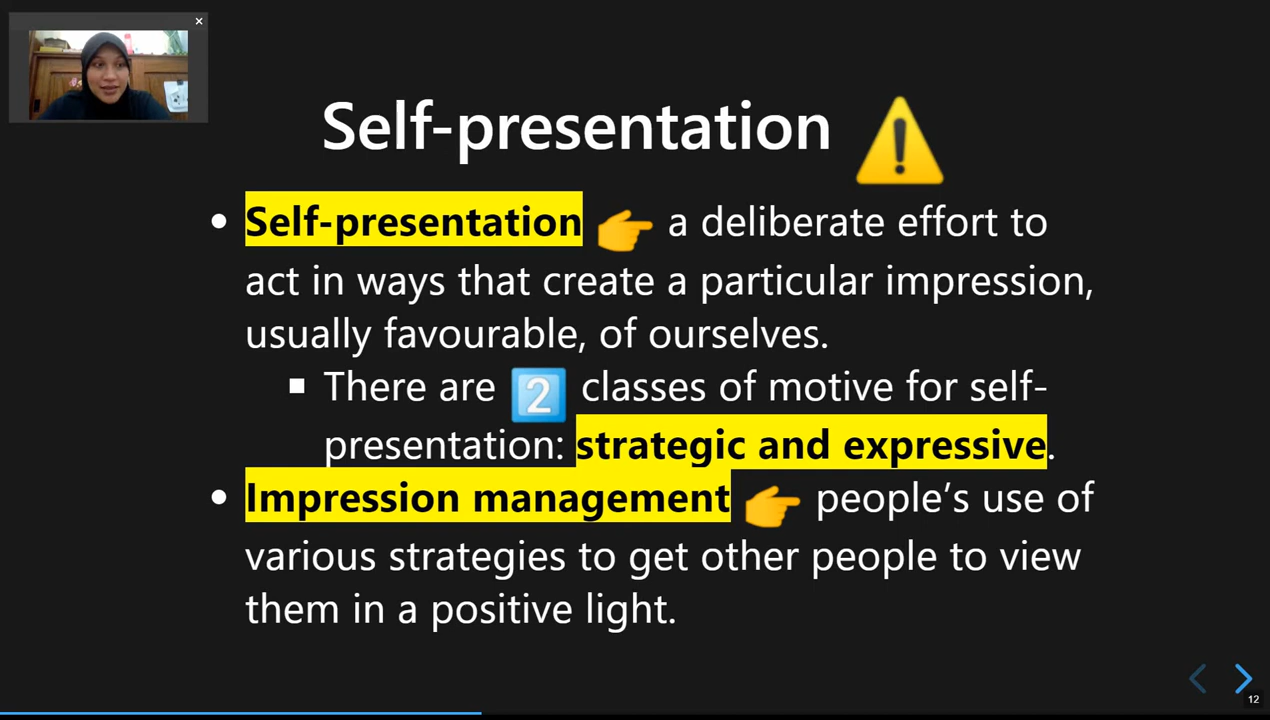 Self-presentation ⚠️
• Self-presentation 👉 a deliberate effort to
act in ways that create a particular impression,
usually favourable, of ourselves.
▪ There are 2️⃣ classes of motive for self-
presentation: strategic and expressive.
• Impression management 👉 people’s use of
various strategies to get other people to view
them in a positive light.
12